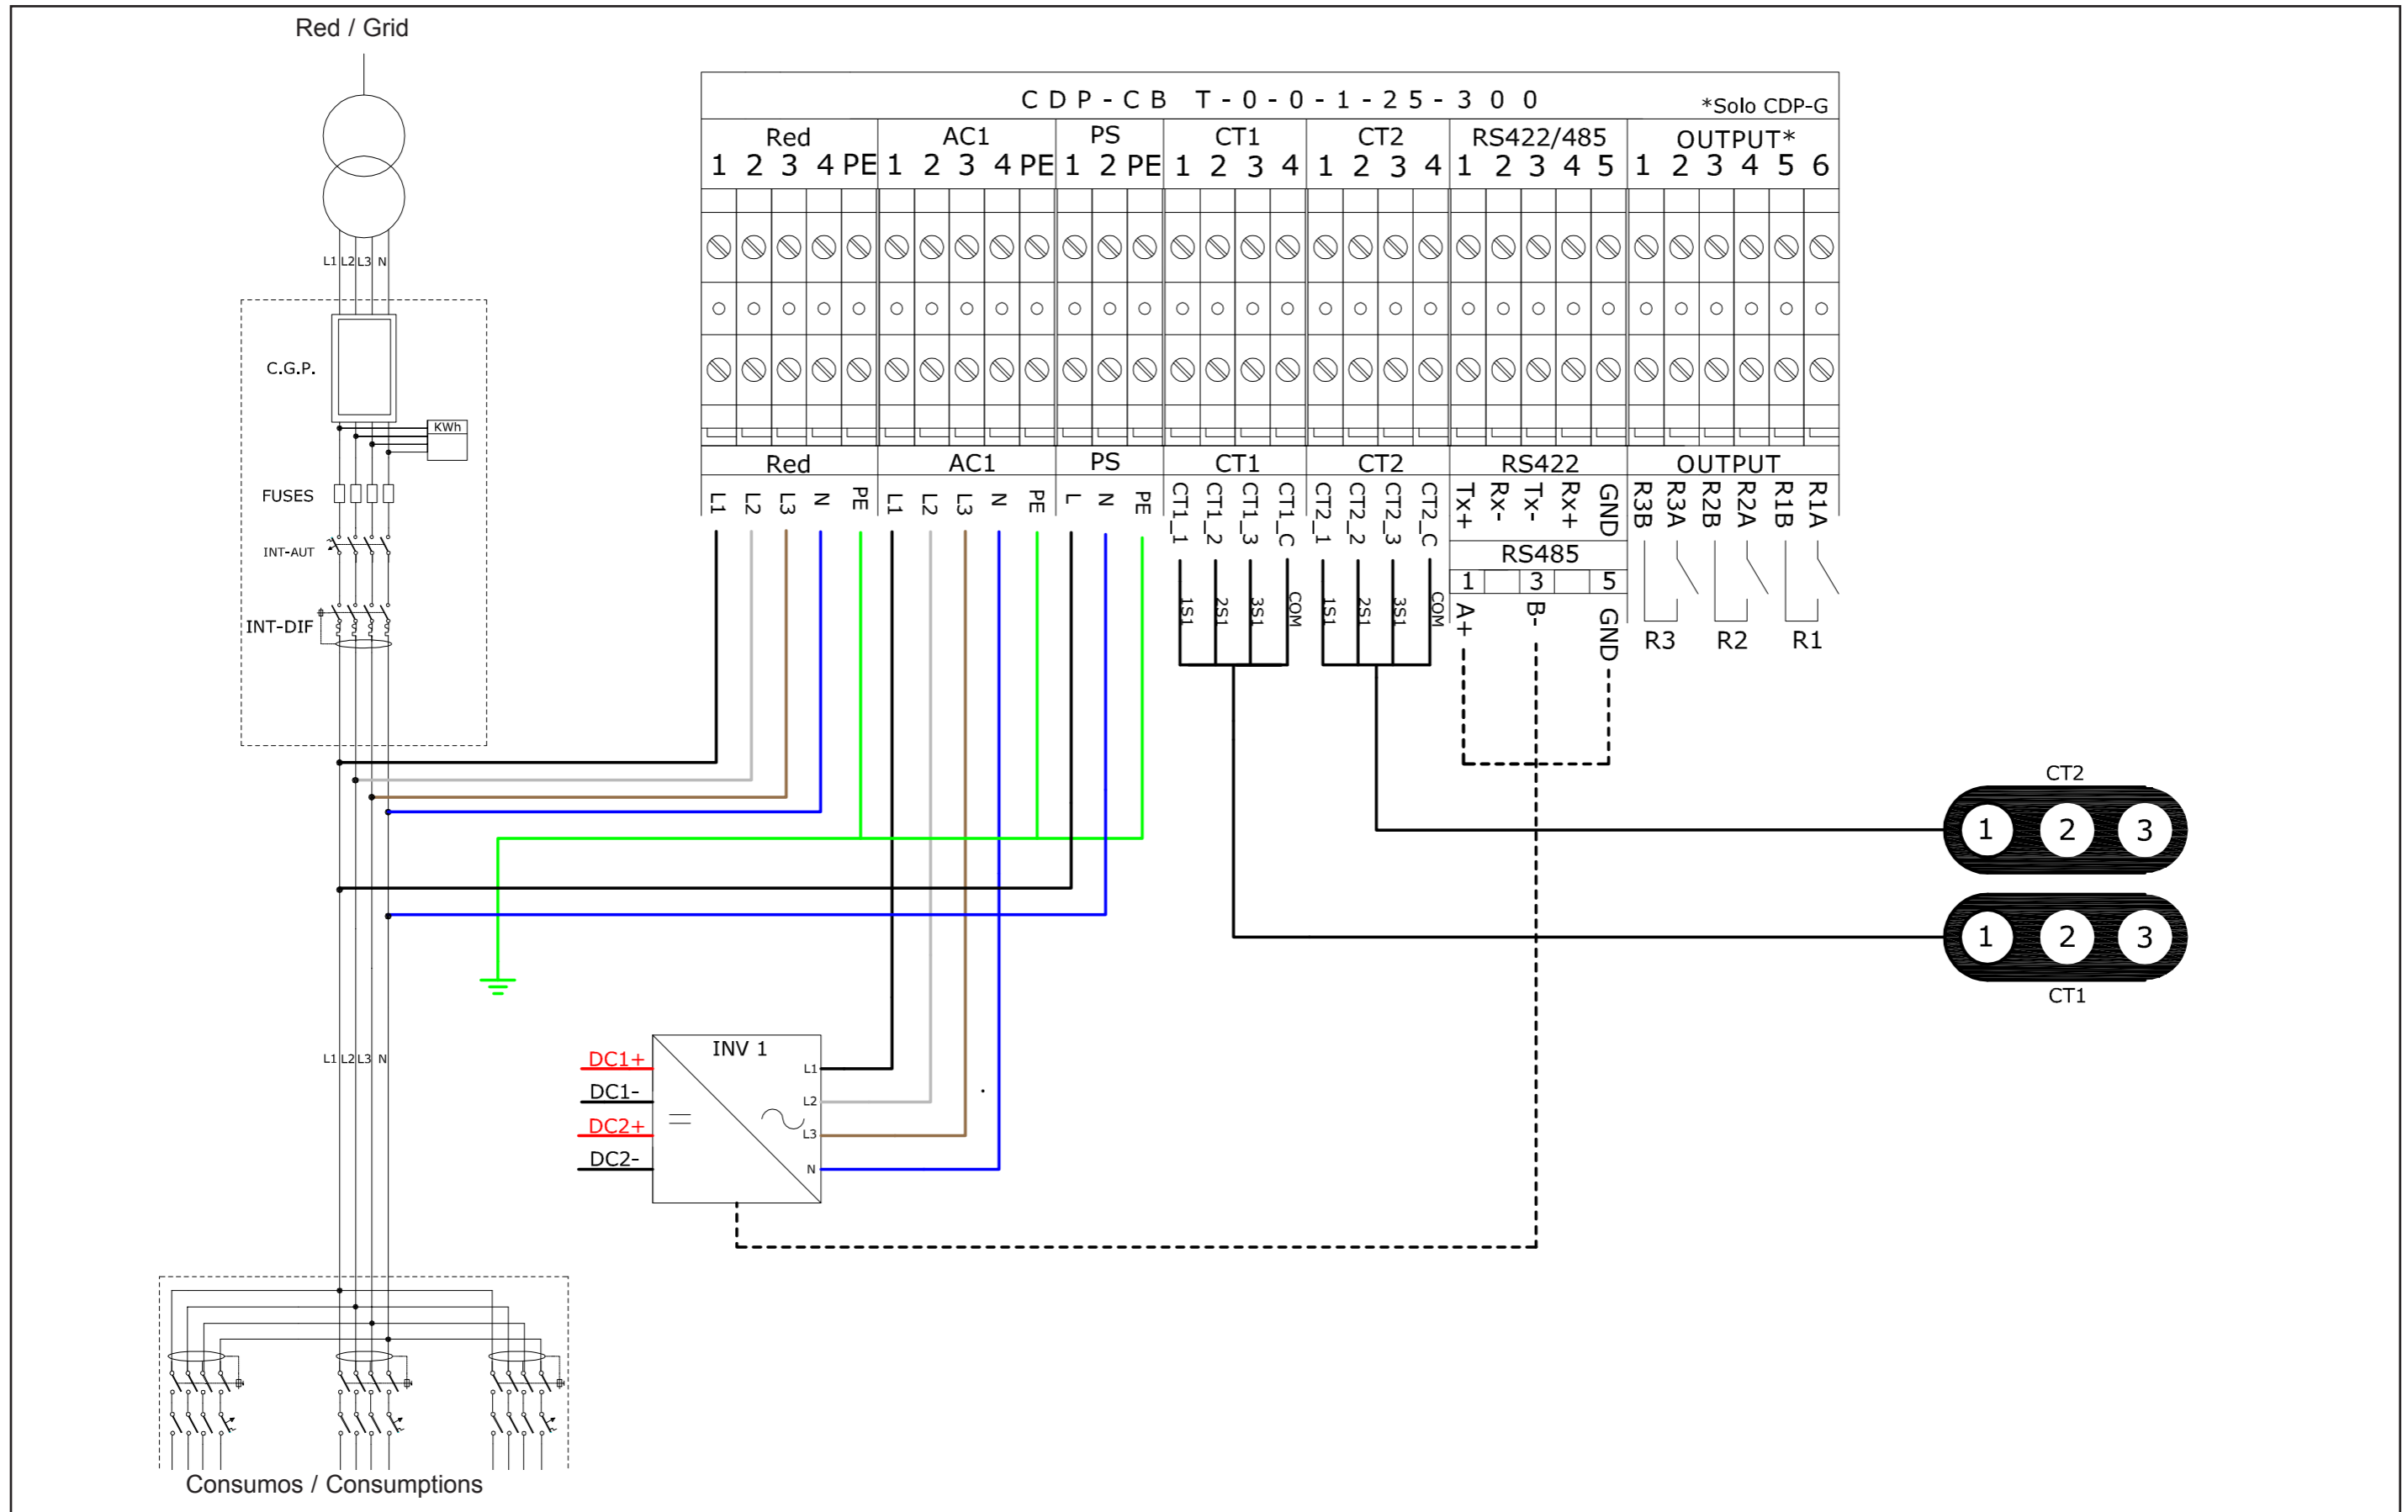 Red / Grid
CDP-CB T-0-0-1-25-300 *Solo CDP-G
Red AC1 PS CT1 CT2 RS422/485 OUTPUT*
1 2 3 4 PE 1 2 3 4 PE 1 2 PE 1 2 3 4 1 2 3 4 1 2 3 4 5 1 2 3 4 5 6
L1 L2 L3 N
C.G.P.
KWh
FUSES
INT-AUT
INT-DIF
Red AC1 PS CT1 CT2 RS422 OUTPUT
L1 L2 L3 N PE L1 L2 L3 N PE L N PE CT1_1 CT1_2 CT1_3 CT1_C CT2_1 CT2_2 CT2_3 CT2_C Tx+ Rx- Tx- Rx+ GND R3B R3A R2B R2A R1B R1A
RS485
1 3 5
1S1 2S1 3S1 COM 1S1 2S1 3S1 COM A+ B- GND
R3 R2 R1
CT2
1 2 3
1 2 3
CT1
L1 L2 L3 N
INV 1
DC1+
DC1-
DC2+
DC2-
L1
L2
L3
N
Consumos / Consumptions